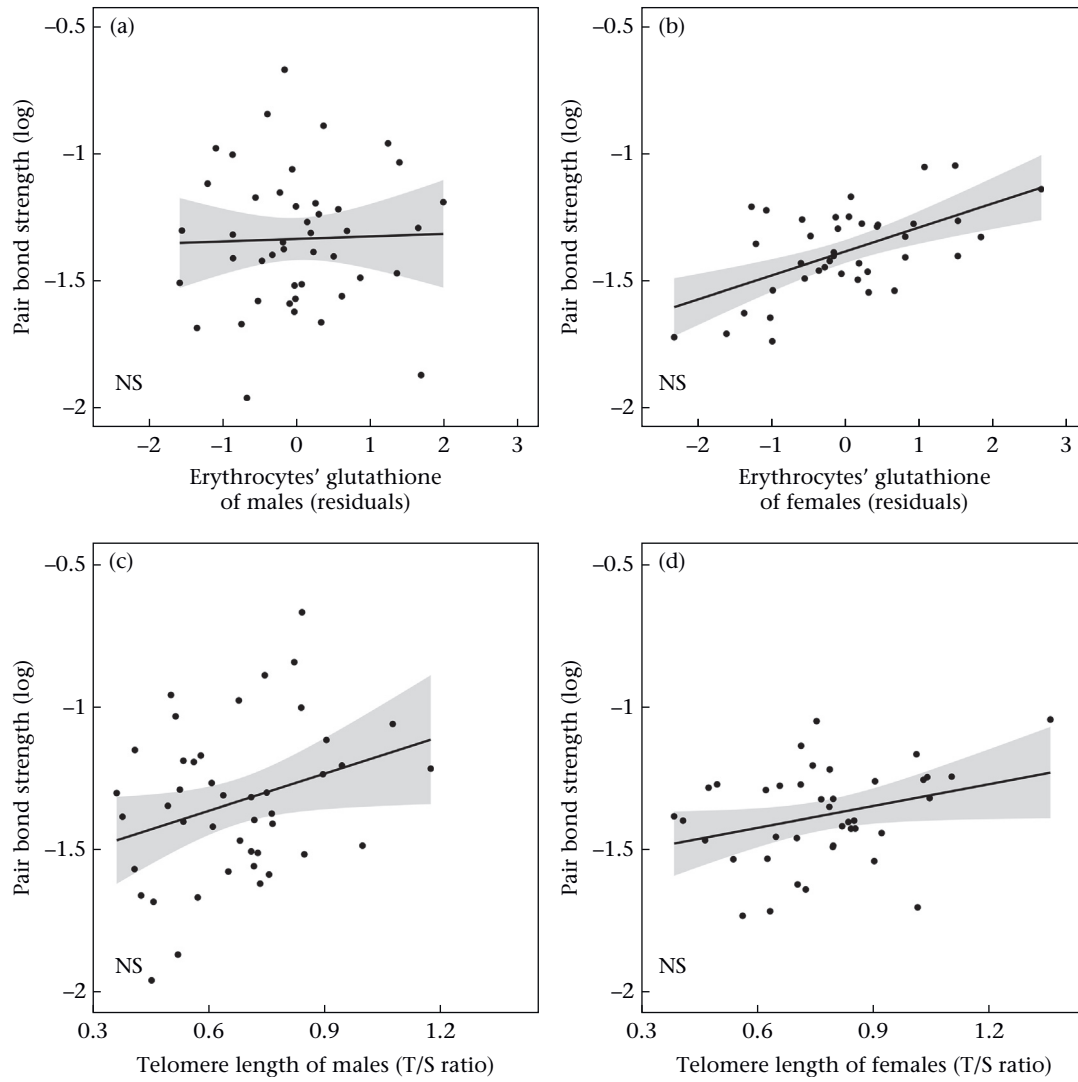 (a)
−0.5
−1
−1.5
−2
Pair bond strength (log)
NS
−2 −1 0 1 2 3
Erythrocytes' glutathione
of males (residuals)
(b)
−0.5
−1
−1.5
−2
Pair bond strength (log)
NS
−2 −1 0 1 2 3
Erythrocytes' glutathione
of females (residuals)
(c)
−0.5
−1
−1.5
−2
Pair bond strength (log)
NS
0.3 0.6 0.9 1.2
Telomere length of males (T/S ratio)
(d)
−0.5
−1
−1.5
−2
Pair bond strength (log)
NS
0.3 0.6 0.9 1.2
Telomere length of females (T/S ratio)